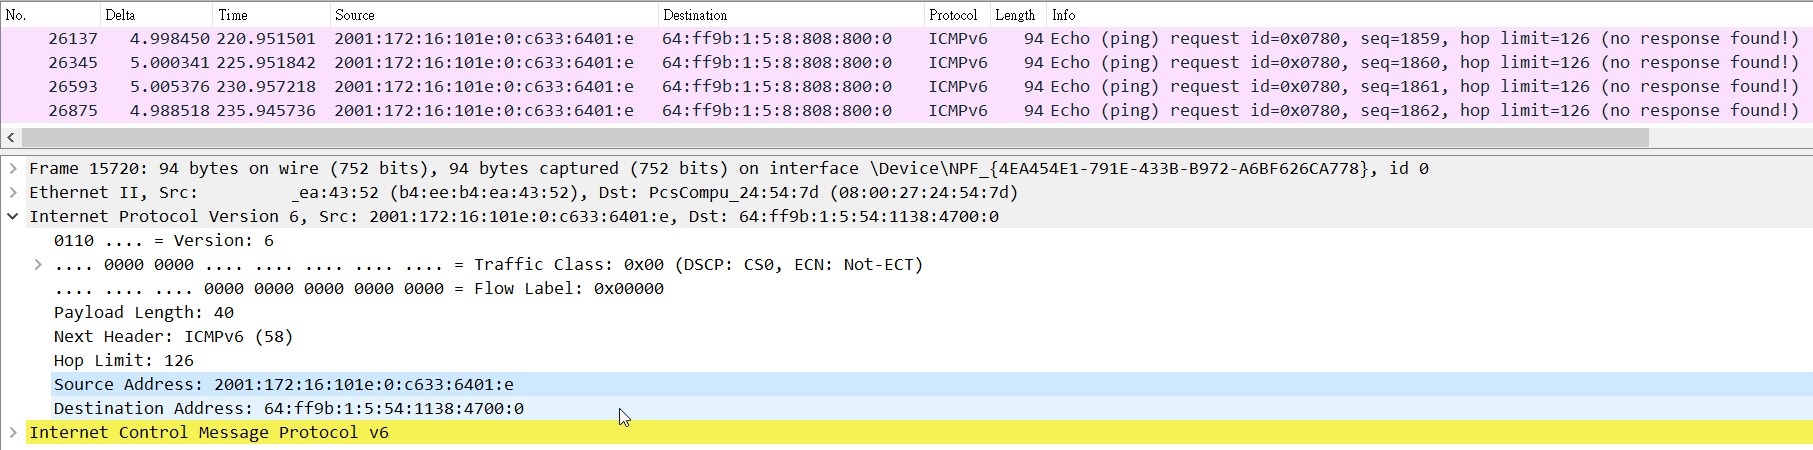 No. Delta Time Source Destination Protocol Length Info
26137 4.998450 220.951501 2001:172:16:101e:0:c633:6401:e 64:ff9b:1:5:8:808:800:0 ICMPv6 94 Echo (ping) request id=0x0780, seq=1859, hop limit=126 (no response found!)
26345 5.000341 225.951842 2001:172:16:101e:0:c633:6401:e 64:ff9b:1:5:8:808:800:0 ICMPv6 94 Echo (ping) request id=0x0780, seq=1860, hop limit=126 (no response found!)
26593 5.005376 230.957218 2001:172:16:101e:0:c633:6401:e 64:ff9b:1:5:8:808:800:0 ICMPv6 94 Echo (ping) request id=0x0780, seq=1861, hop limit=126 (no response found!)
26875 4.988518 235.945736 2001:172:16:101e:0:c633:6401:e 64:ff9b:1:5:8:808:800:0 ICMPv6 94 Echo (ping) request id=0x0780, seq=1862, hop limit=126 (no response found!)
Frame 15720: 94 bytes on wire (752 bits), 94 bytes captured (752 bits) on interface \Device\NPF_{4EA454E1-791E-433B-B972-A6BF626CA778}, id 0
Ethernet II, Src: _ea:43:52 (b4:ee:b4:ea:43:52), Dst: PcsCompu_24:54:7d (08:00:27:24:54:7d)
Internet Protocol Version 6, Src: 2001:172:16:101e:0:c633:6401:e, Dst: 64:ff9b:1:5:54:1138:4700:0
0110 .... = Version: 6
.... 0000 0000 .... .... .... .... .... = Traffic Class: 0x00 (DSCP: CS0, ECN: Not-ECT)
.... .... .... 0000 0000 0000 0000 0000 = Flow Label: 0x00000
Payload Length: 40
Next Header: ICMPv6 (58)
Hop Limit: 126
Source Address: 2001:172:16:101e:0:c633:6401:e
Destination Address: 64:ff9b:1:5:54:1138:4700:0
Internet Control Message Protocol v6